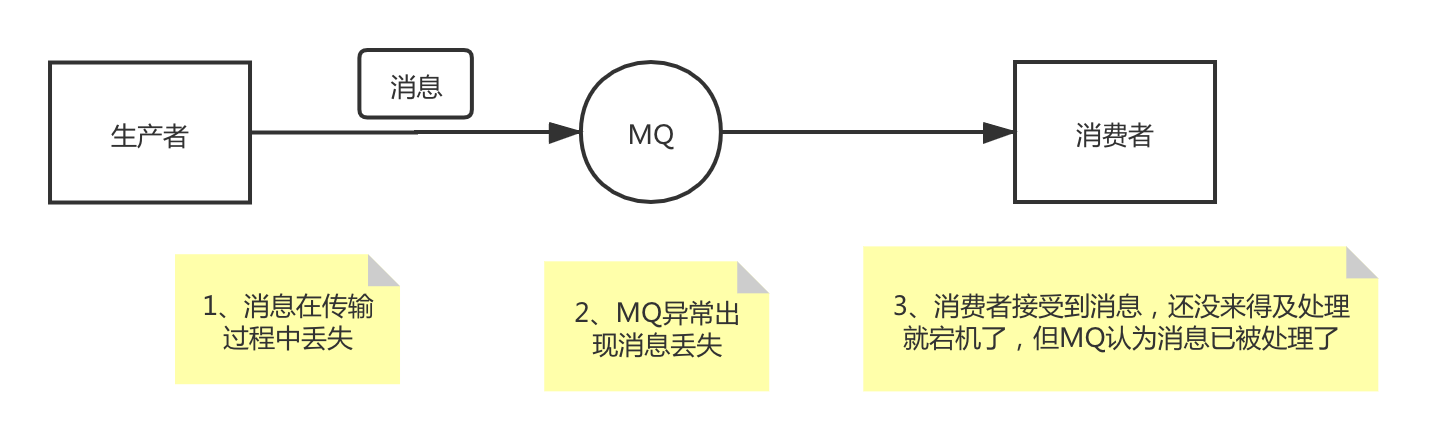 消息
生产者
MQ
消费者
1、消息在传输
过程中丢失
2、MQ异常出
现消息丢失
3、消费者接受到消息，还没来得及处理
就宕机了，但MQ认为消息已被处理了